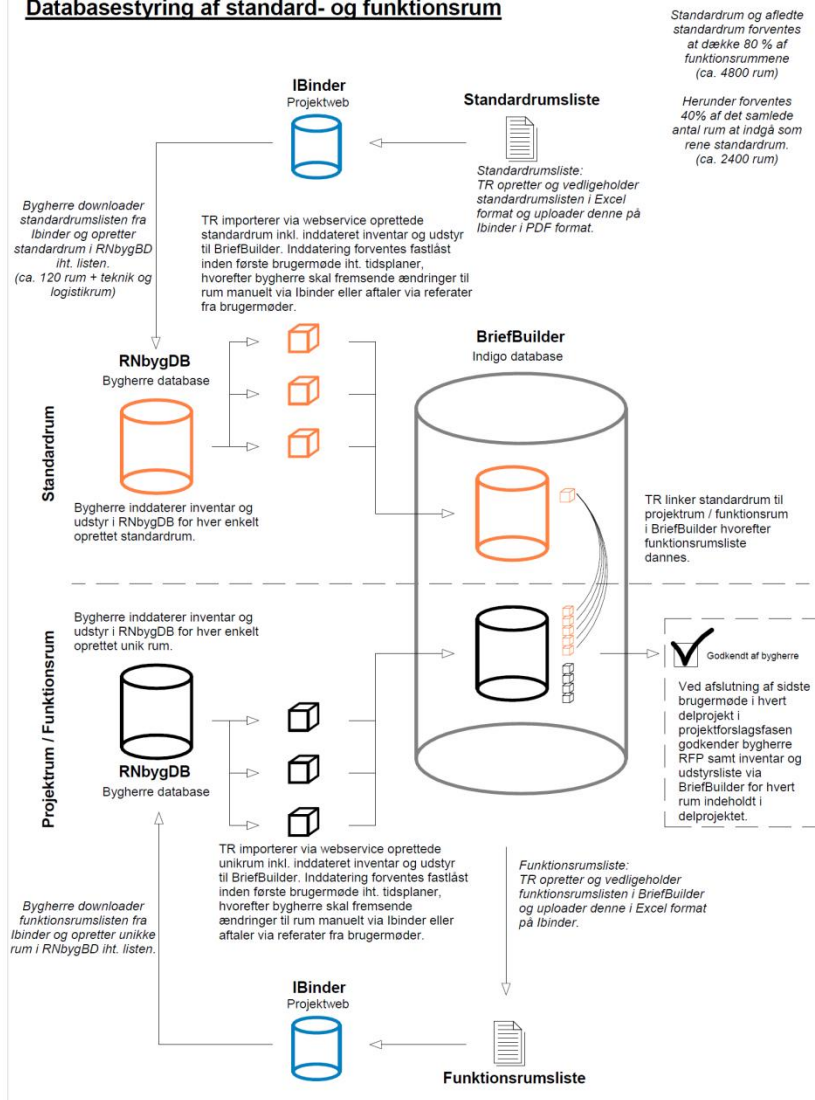 Databasestyring af standard- og funktionsrum
Standardrum og afledte
standardrum forventes
at dække 80 % af
funktionsrummene
(ca. 4800 rum)
Herunder forventes
40% af det samlede
antal rum at indgå som
rene standardrum.
(ca. 2400 rum)
IBinder
Projektweb
Standardrumsliste
Standardrumsliste:
TR opretter og vedligeholder
standardrumslisten i Excel
format og uploader denne på
Ibinder i PDF format.
Bygherre downloader
standardrumslisten fra
Ibinder og opretter
standardrum i RNbygBD
iht. listen.
(ca. 120 rum + teknik og
logistikrum)
TR importerer via webservice oprettede
standardrum inkl. inddateret inventar og udstyr
til BriefBuilder. Inddatering forventes fastlåst
inden første brugermøde iht. tidsplaner,
hvorefter bygherre skal fremsende ændringer til
rum manuelt via Ibinder eller aftaler via referater
fra brugermøder.
RNbygDB
Bygherre database
BriefBuilder
Indigo database
Standardrum
Bygherre inddaterer inventar og
udstyr i RNbygDB for hver enkelt
oprettet standardrum.
TR linker standardrum til
projektrum / funktionsrum
i BriefBuilder hvorefter
funktionsrumsliste
dannes.
Projektrum / Funktionsrum
Bygherre inddaterer inventar og
udstyr i RNbygDB for hver enkelt
oprettet unik rum.
RNbygDB
Bygherre database
Godkendt af bygherre
Ved afslutning af sidste
brugermøde i hvert
delprojekt i
projektforslagsfasen
godkender bygherre
RFP samt inventar og
udstyrsliste via
BriefBuilder for hvert
rum indeholdt i
delprojektet.
TR importerer via webservice oprettede
unikrum inkl. inddateret inventar og udstyr
til BriefBuilder. Inddatering forventes fastlåst
inden første brugermøde iht. tidsplaner,
hvorefter bygherre skal fremsende
ændringer til rum manuelt via Ibinder eller
aftaler via referater fra brugermøder.
Funktionsrumsliste:
TR opretter og vedligeholder
funktionsrumslisten i BriefBuilder
og uploader denne i Excel format
på Ibinder.
Bygherre downloader
funktionsrumslisten fra
Ibinder og opretter unikke
rum i RNbygBD iht. listen.
IBinder
Projektweb
Funktionsrumsliste